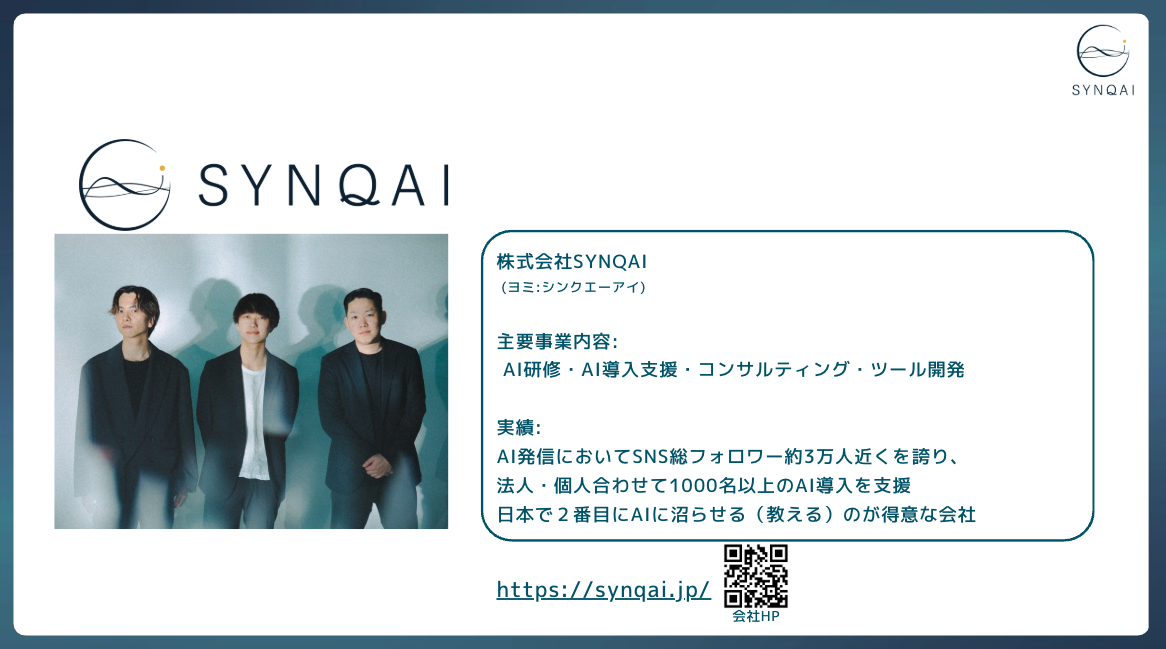 SYNQAI
SYNQAI
株式会社SYNQAI
(ヨミ:シンクエーアイ)
主要事業内容:
AI研修・AI導入支援・コンサルティング・ツール開発
実績:
AI発信においてSNS総フォロワー約3万人近くを誇り、
法人・個人合わせて1000名以上のAI導入を支援
日本で２番目にAIに沼らせる（教える）のが得意な会社
https://synqai.jp/
会社HP